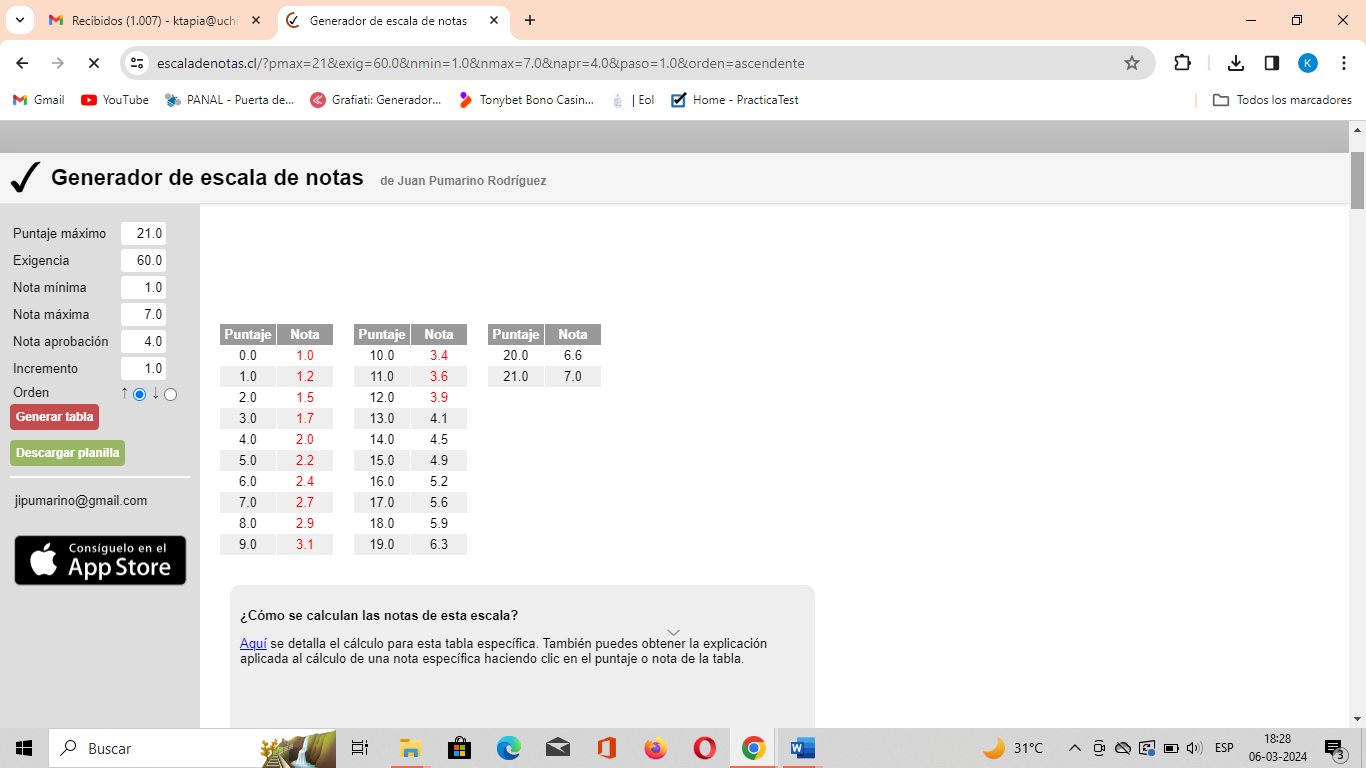 Recibidos (1.007) - ktapia@uchi
Generador de escala de notas
escaladenotas.cl/?pmax=21&exig=60.0&nmin=1.0&nmax=7.0&napr=4.0&paso=1.0&orden=ascendente
K
Gmail
YouTube
PANAL - Puerta de...
Grafiati: Generador...
Tonybet Bono Casin...
| Eol
Home - PracticaTest
Todos los marcadores
Generador de escala de notas de Juan Pumarino Rodríguez
Puntaje máximo 21.0
Exigencia 60.0
Nota mínima 1.0
Nota máxima 7.0
Nota aprobación 4.0
Incremento 1.0
Orden ↑ ↓
Generar tabla
Descargar planilla
jipumarino@gmail.com
Consíguelo en el
App Store
Puntaje Nota Puntaje Nota Puntaje Nota
0.0 1.0 10.0 3.4 20.0 6.6
1.0 1.2 11.0 3.6 21.0 7.0
2.0 1.5 12.0 3.9
3.0 1.7 13.0 4.1
4.0 2.0 14.0 4.5
5.0 2.2 15.0 4.9
6.0 2.4 16.0 5.2
7.0 2.7 17.0 5.6
8.0 2.9 18.0 5.9
9.0 3.1 19.0 6.3
¿Cómo se calculan las notas de esta escala?
Aquí se detalla el cálculo para esta tabla específica. También puedes obtener la explicación
aplicada al cálculo de una nota específica haciendo clic en el puntaje o nota de la tabla.
Buscar
31°C
ESP
18:28
06-03-2024
3